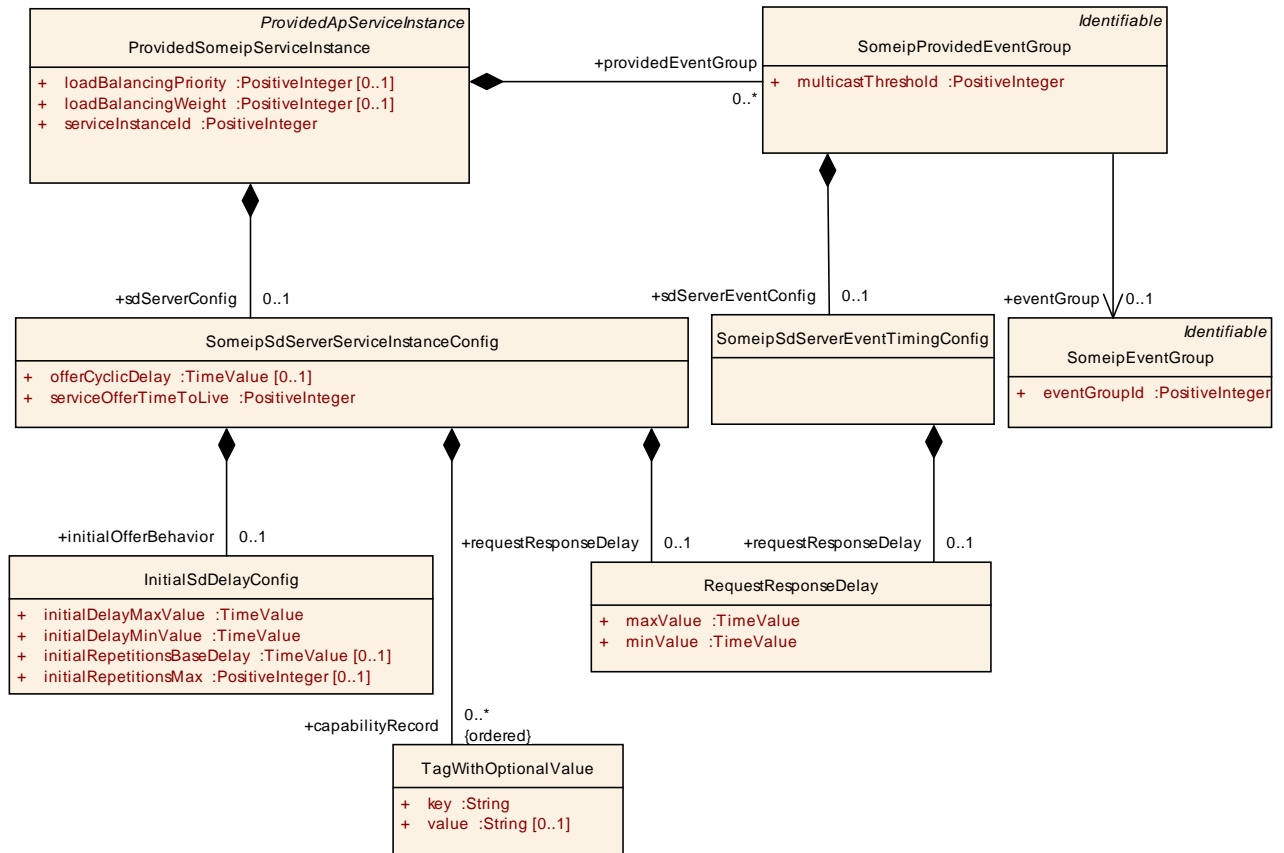 ProvidedApServiceInstance
ProvidedSomeipServiceInstance
+ loadBalancingPriority :PositiveInteger [0..1]
+ loadBalancingWeight :PositiveInteger [0..1]
+ serviceInstanceId :PositiveInteger
+providedEventGroup
0..*
Identifiable
SomeipProvidedEventGroup
+ multicastThreshold :PositiveInteger
+sdServerConfig 0..1
+sdServerEventConfig 0..1
+eventGroup 0..1
SomeipSdServerServiceInstanceConfig
+ offerCyclicDelay :TimeValue [0..1]
+ serviceOfferTimeToLive :PositiveInteger
SomeipSdServerEventTimingConfig
Identifiable
SomeipEventGroup
+ eventGroupId :PositiveInteger
+initialOfferBehavior 0..1
+requestResponseDelay 0..1
+requestResponseDelay 0..1
InitialSdDelayConfig
+ initialDelayMaxValue :TimeValue
+ initialDelayMinValue :TimeValue
+ initialRepetitionsBaseDelay :TimeValue [0..1]
+ initialRepetitionsMax :PositiveInteger [0..1]
RequestResponseDelay
+ maxValue :TimeValue
+ minValue :TimeValue
+capabilityRecord 0..*
{ordered}
TagWithOptionalValue
+ key :String
+ value :String [0..1]